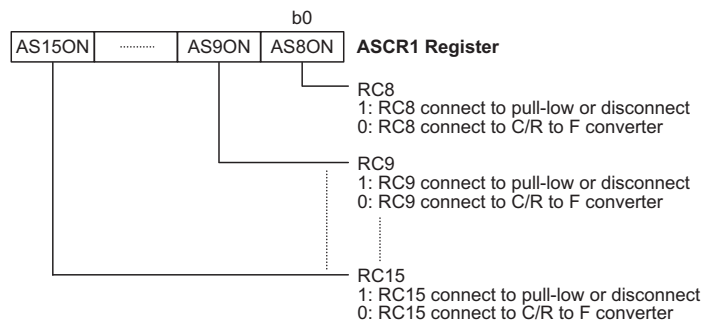 b0
AS15ON ........... AS9ON AS8ON ASCR1 Register
RC8
1: RC8 connect to pull-low or disconnect
0: RC8 connect to C/R to F converter
RC9
1: RC9 connect to pull-low or disconnect
0: RC9 connect to C/R to F converter
RC15
1: RC15 connect to pull-low or disconnect
0: RC15 connect to C/R to F converter